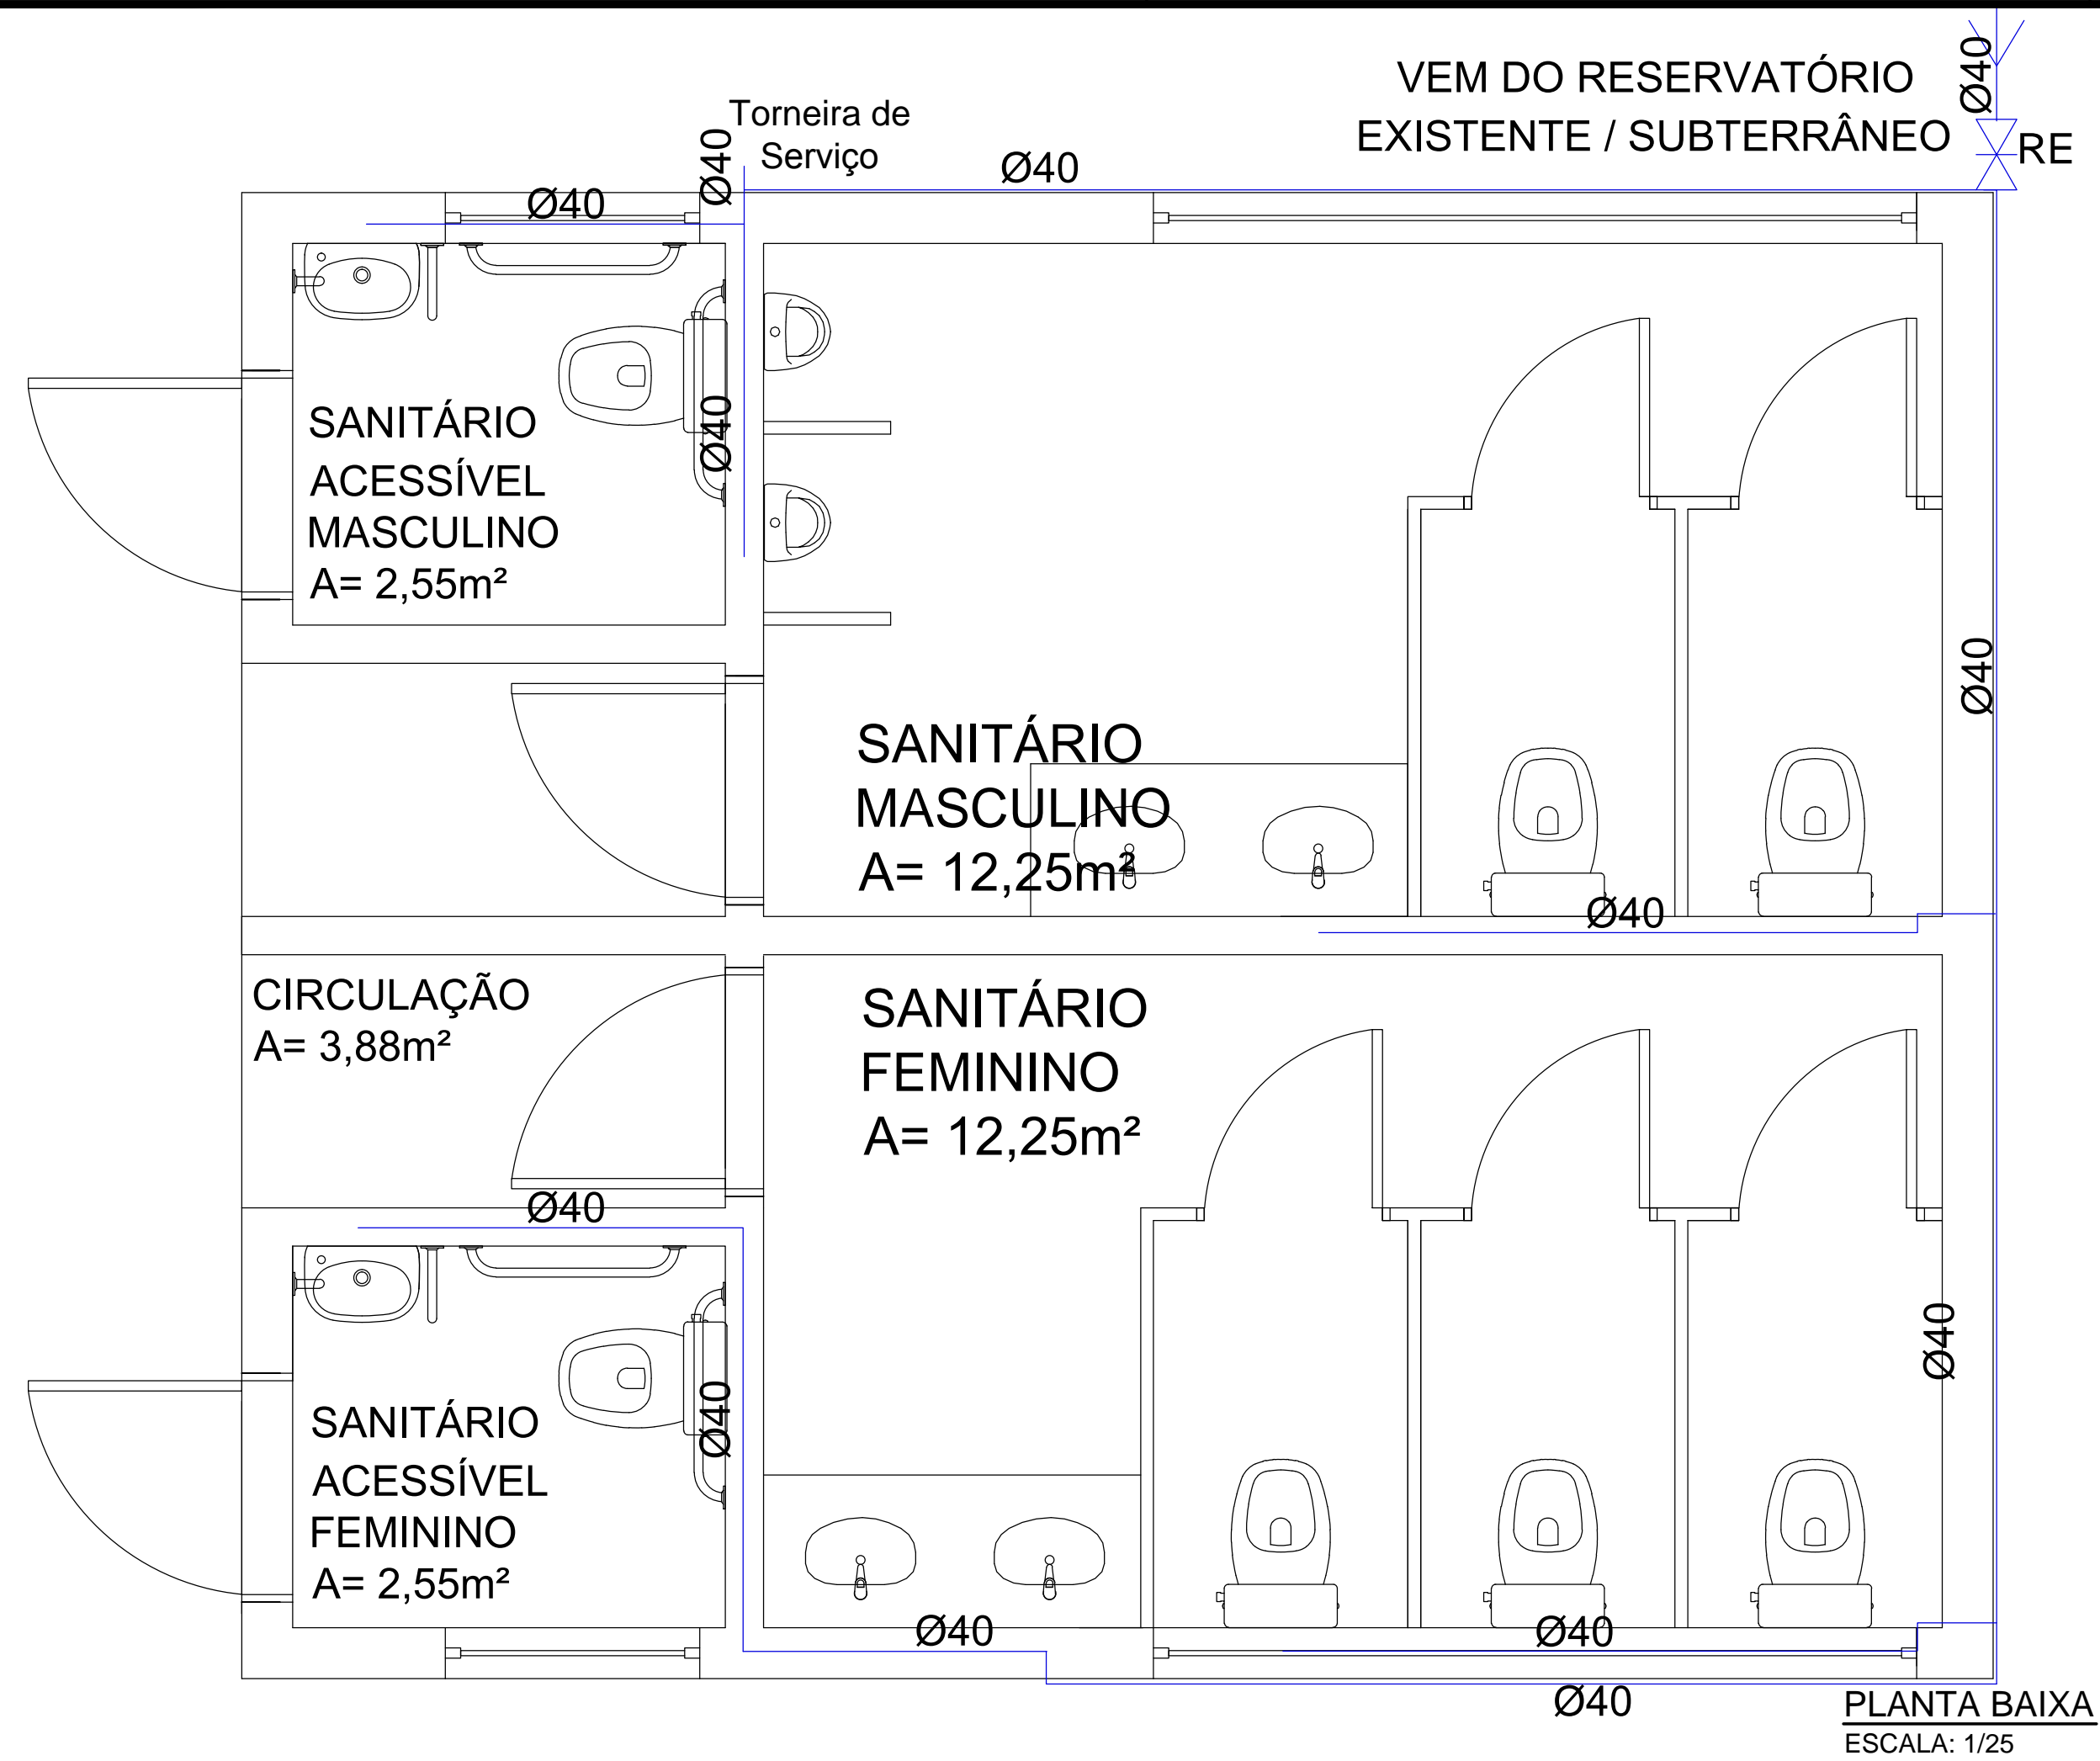 VEM DO RESERVATÓRIO
EXISTENTE / SUBTERRÂNEO
Ø40
RE
Torneira de
Serviço
Ø40
Ø40
Ø40
SANITÁRIO
ACESSÍVEL
MASCULINO
A= 2,55m²
Ø40
Ø40
SANITÁRIO
MASCULINO
A= 12,25m²
Ø40
CIRCULAÇÃO
A= 3,88m²
SANITÁRIO
FEMININO
A= 12,25m²
Ø40
Ø40
SANITÁRIO
ACESSÍVEL
FEMININO
A= 2,55m²
Ø40
Ø40
Ø40
Ø40
PLANTA BAIXA
ESCALA: 1/25